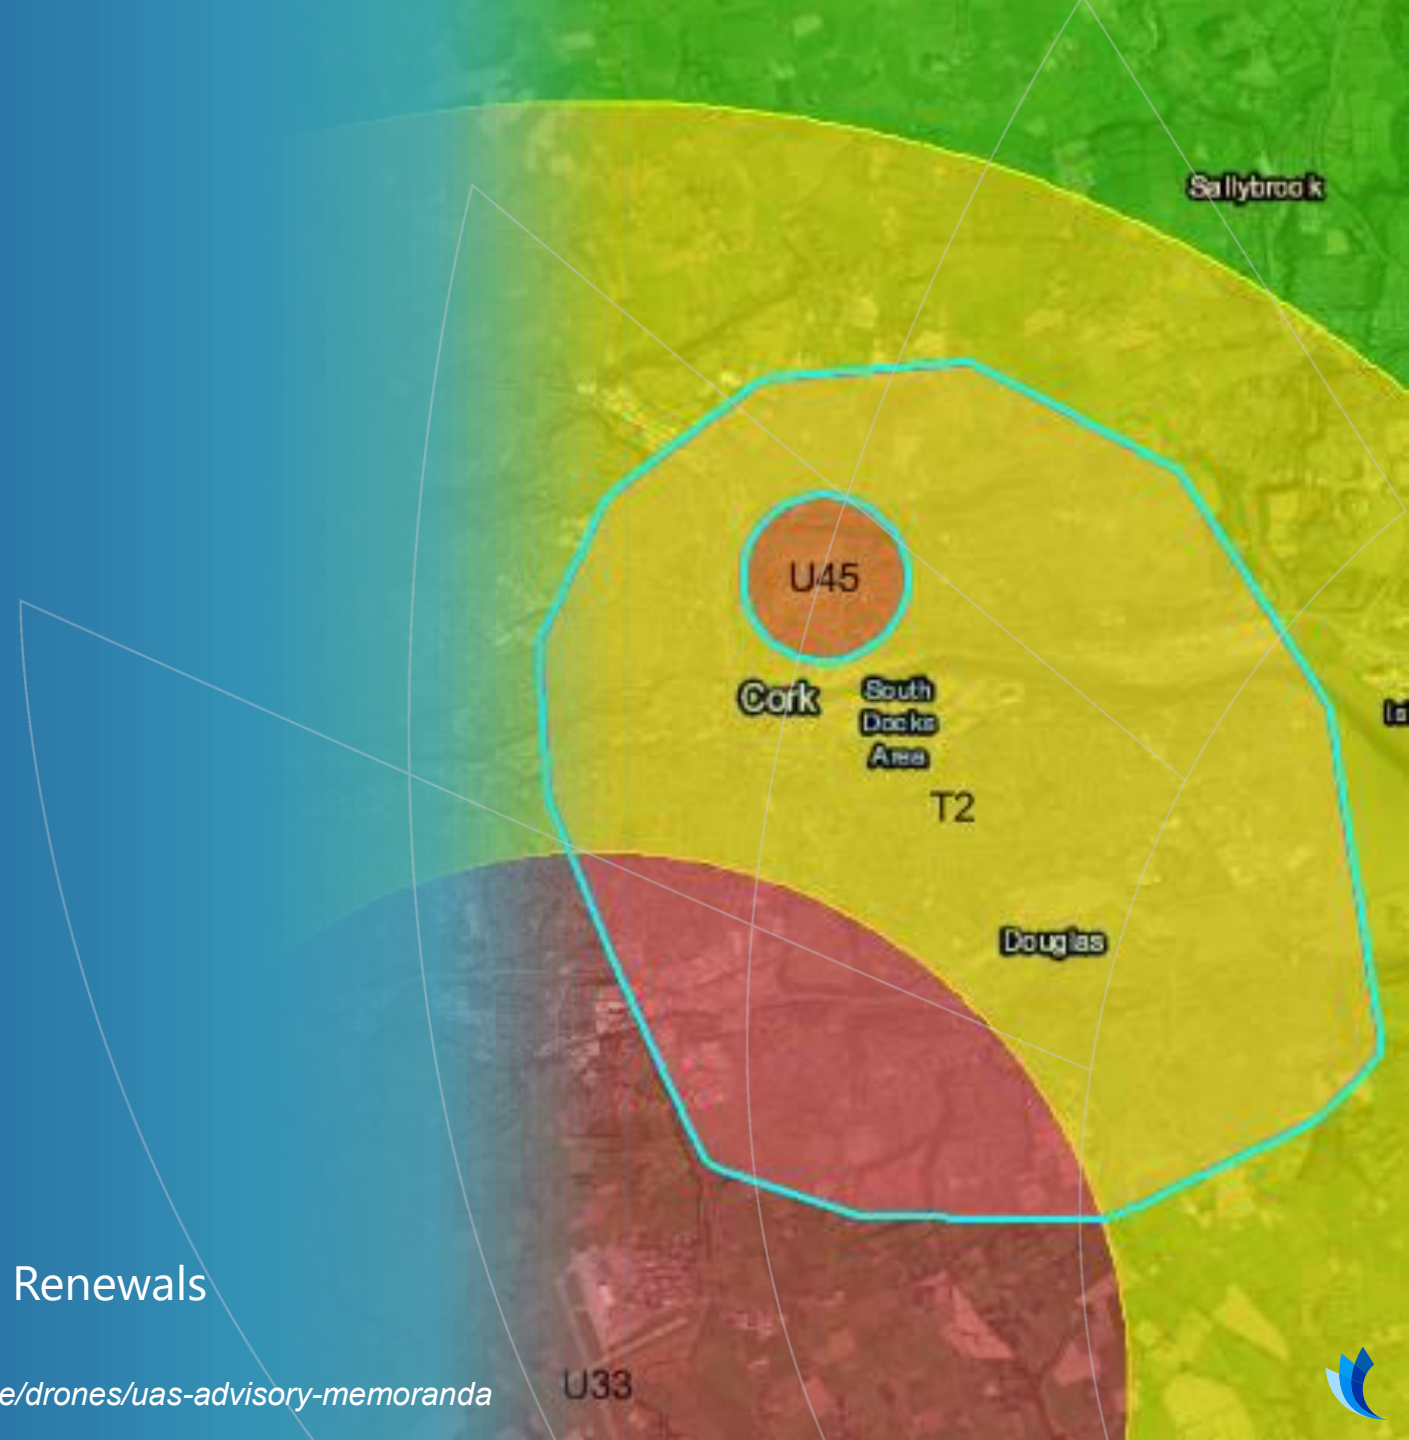 Sallybrook
U45
Cork
South
Docks
Area
T2
Douglas
Renewals
U33
e/drones/uas-advisory-memoranda